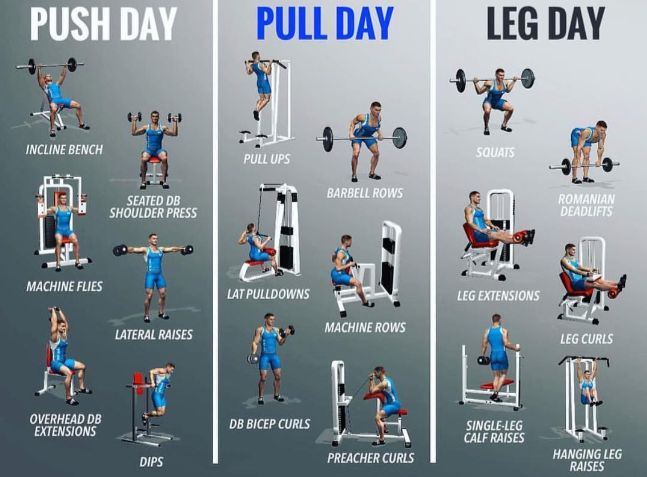 PUSH DAY
INCLINE BENCH
SEATED DB
SHOULDER PRESS
MACHINE FLIES
LATERAL RAISES
OVERHEAD DB
EXTENSIONS
DIPS
PULL DAY
PULL UPS
BARBELL ROWS
LAT PULLDOWNS
MACHINE ROWS
DB BICEP CURLS
PREACHER CURLS
LEG DAY
SQUATS
ROMANIAN
DEADLIFTS
LEG EXTENSIONS
LEG CURLS
SINGLE-LEG
CALF RAISES
HANGING LEG
RAISES